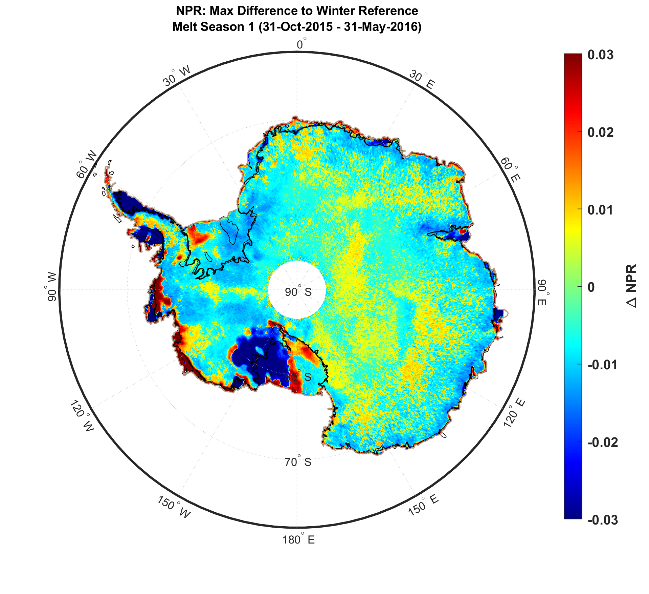 NPR: Max Difference to Winter Reference
Melt Season 1 (31-Oct-2015 - 31-May-2016)
0°
30° W
30° E
60° W
60° E
90° W
90° S
90° E
120° W
S
120° E
70° S
150° W
150° E
180° E
0.03
0.02
0.01
0
-0.01
-0.02
-0.03
Δ NPR